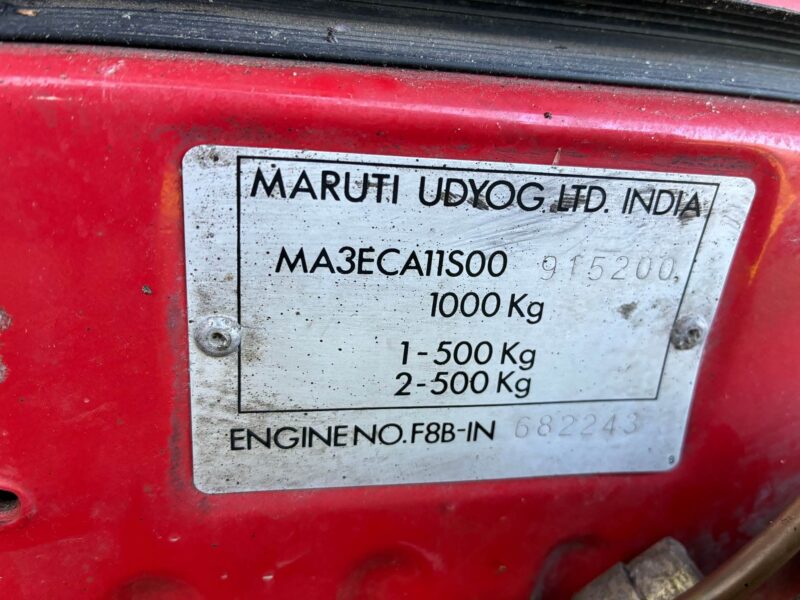 MARUTI UDYOG LTD. INDIA
MA3ECA11S00 915200
1000 Kg
1-500 Kg
2-500 Kg
ENGINE NO. F8B-IN 682243